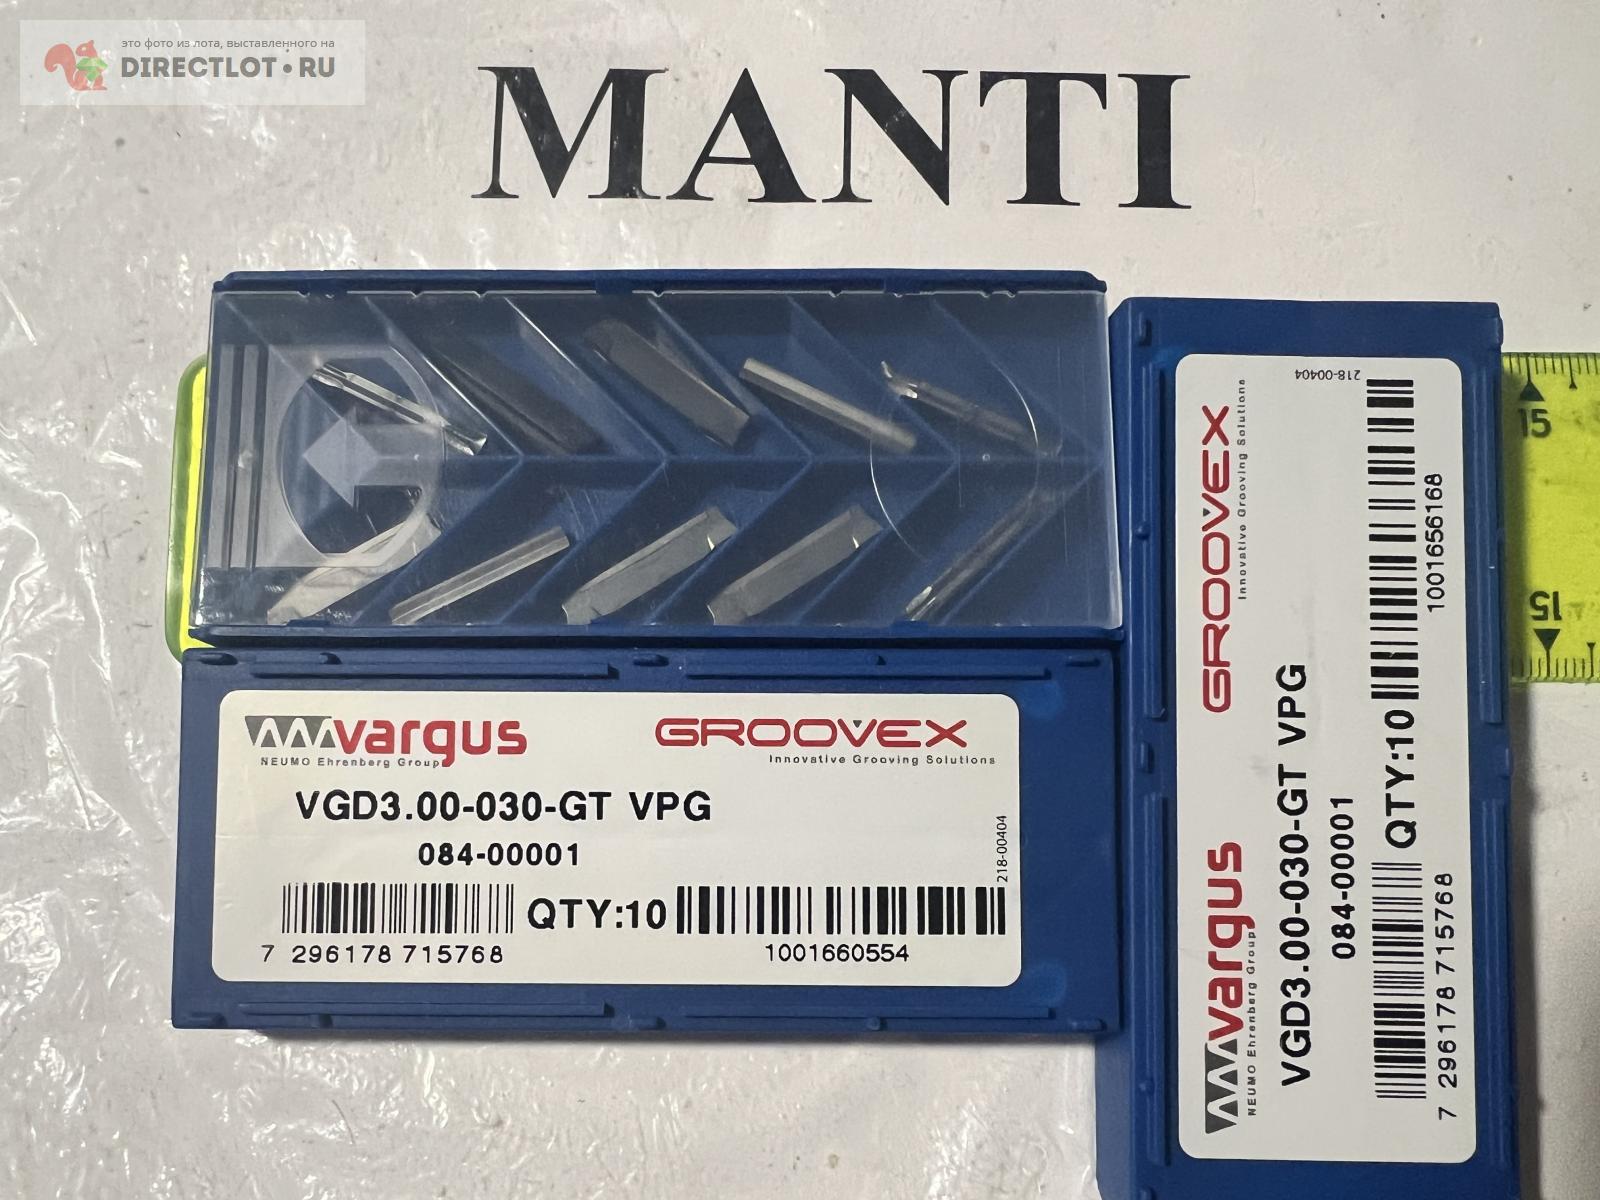 это фото из лота, выставленного на
DIRECTLOT•RU
MANTI
vargus
NEUMO Ehrenberg Group
GROOVEX
Innovative Grooving Solutions
VGD3.00-030-GT VPG
084-00001
218-00404
QTY:10
7 296178 715768
1001660554
vargus
NEUMO Ehrenberg Group
GROOVEX
Innovative Grooving Solutions
VGD3.00-030-GT VPG
084-00001
218-00404
QTY:10
7 296178 715768
1001656168
15
15